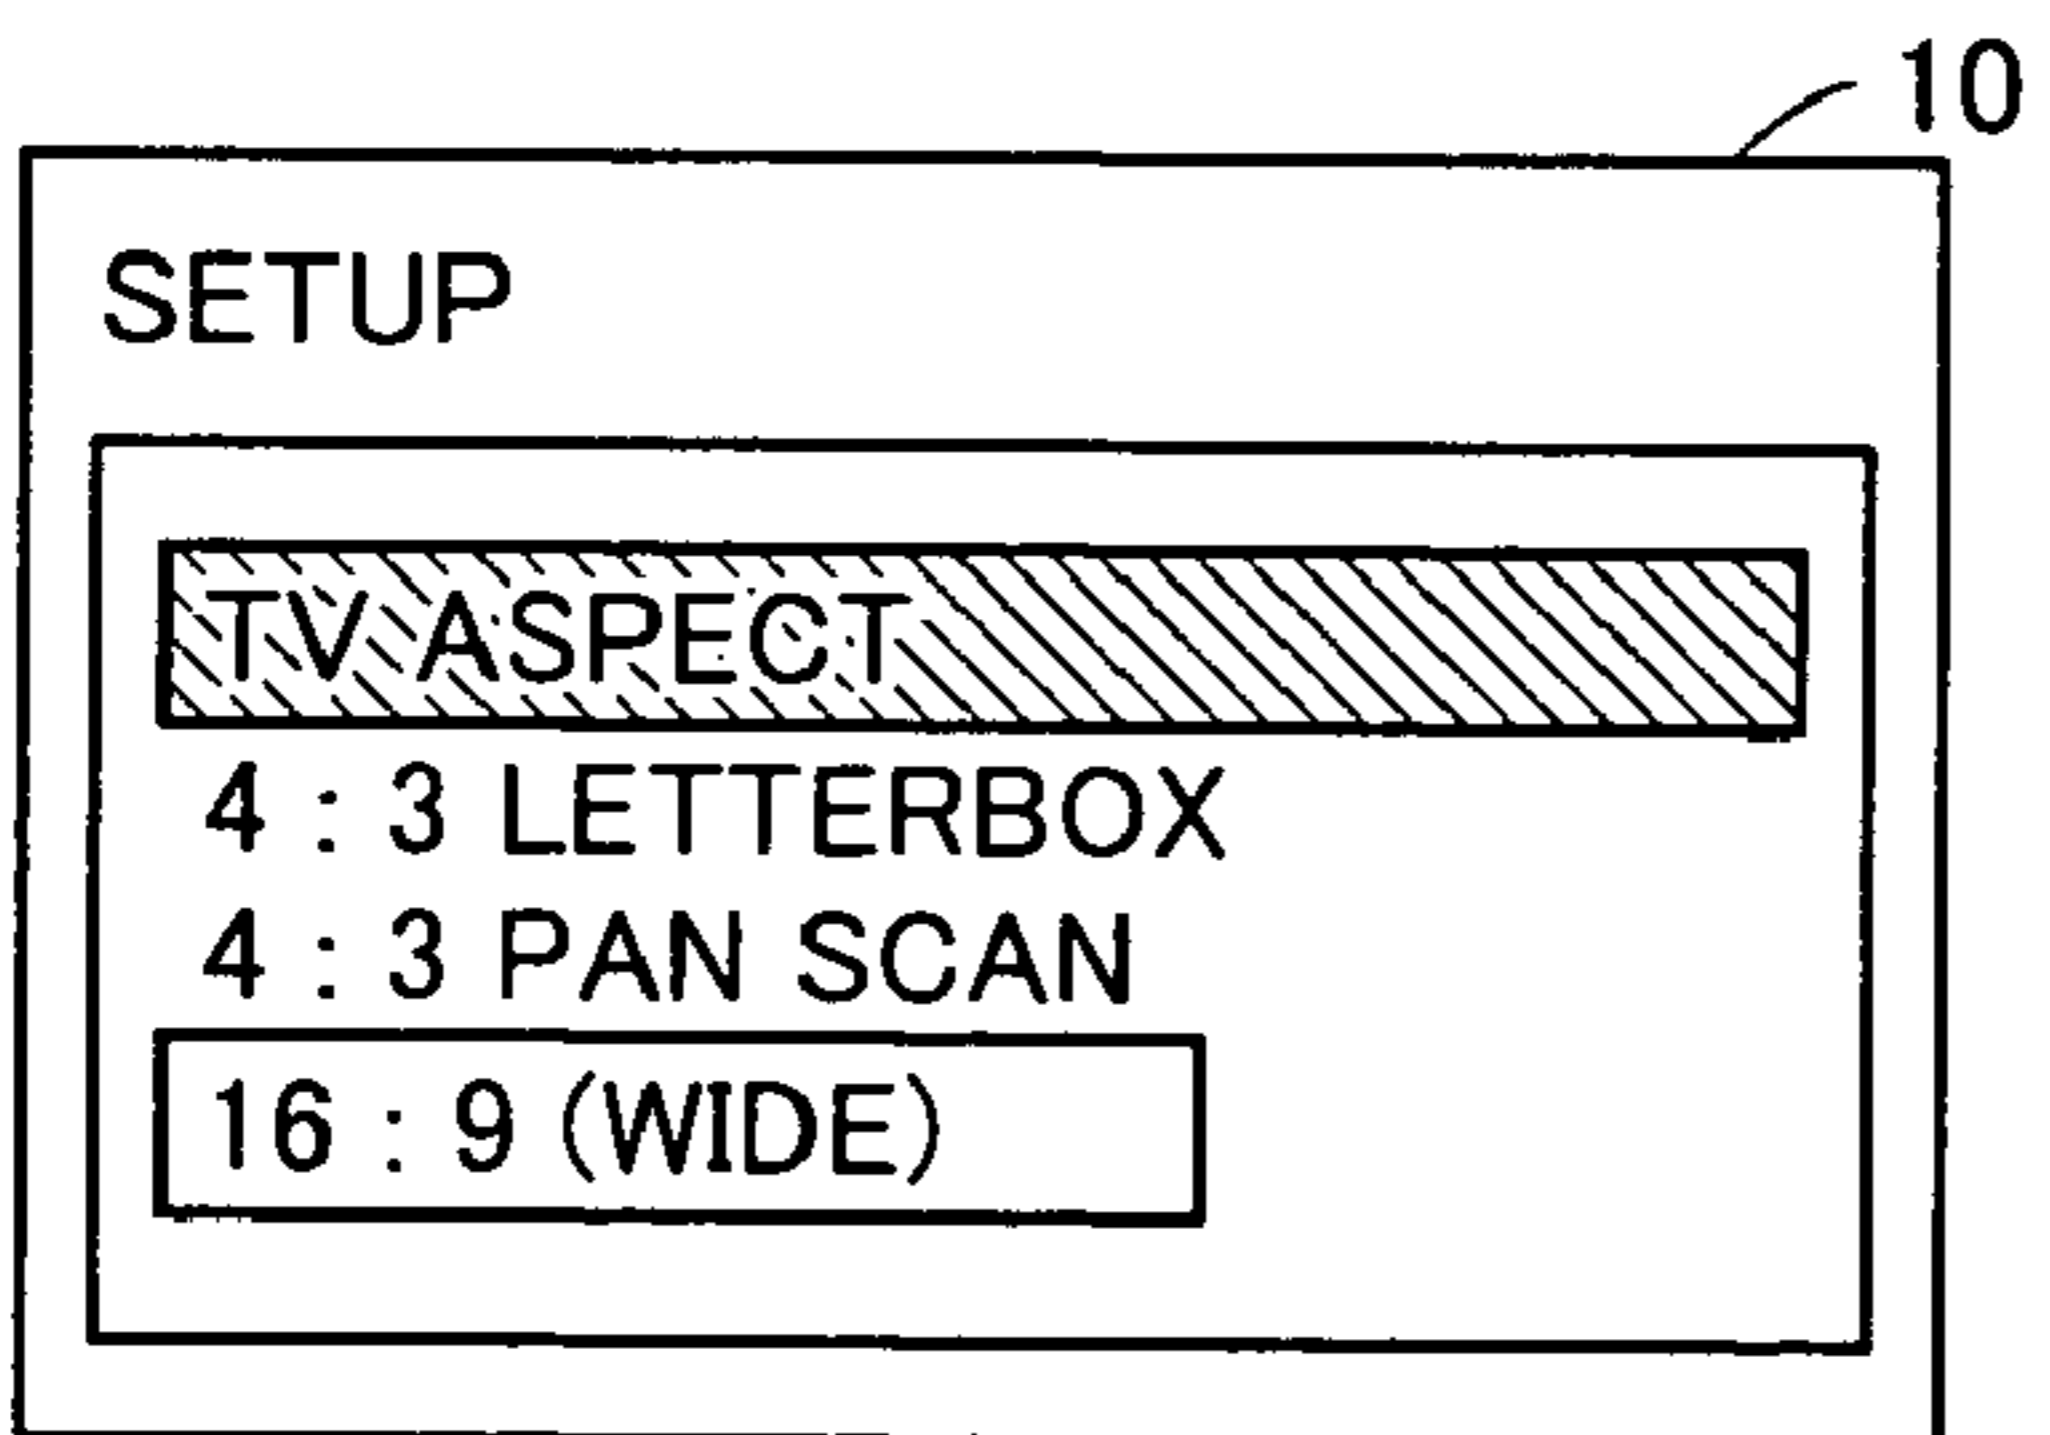 10
SETUP
TV ASPECT
4 : 3 LETTERBOX
4 : 3 PAN SCAN
16 : 9 (WIDE)